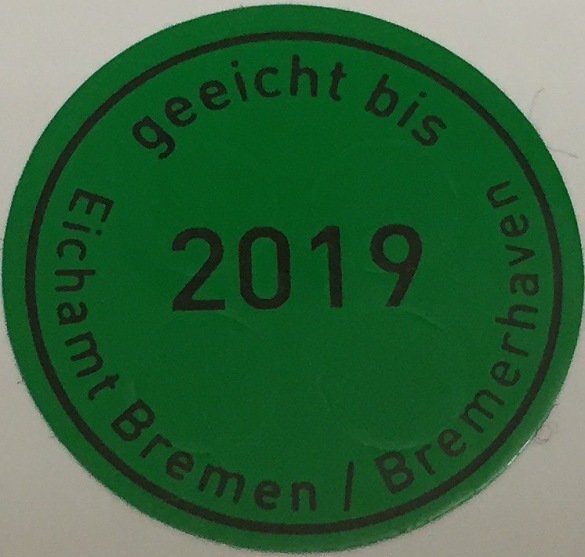 geeicht bis
2019
Eichamt Bremen / Bremerhaven